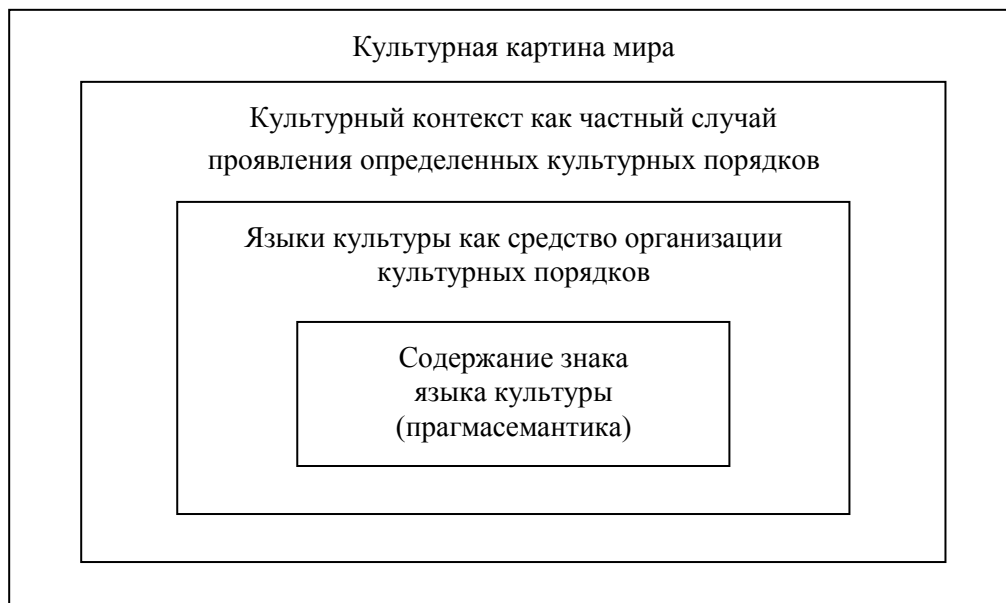 Культурная картина мира
Культурный контекст как частный случай
проявления определенных культурных порядков
Языки культуры как средство организации
культурных порядков
Содержание знака
языка культуры
(прагмасемантика)